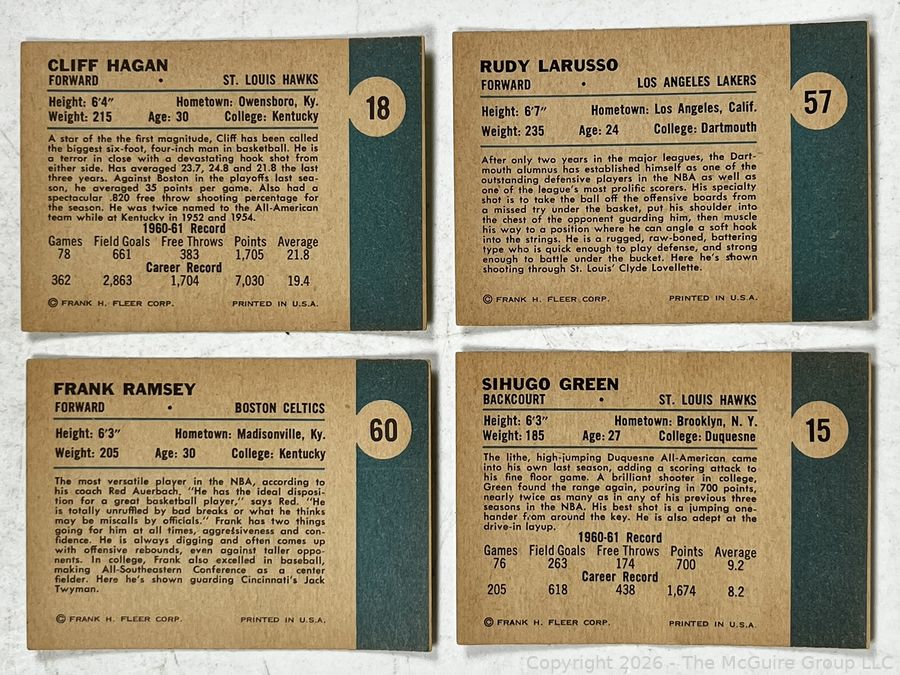 CLIFF HAGAN
FORWARD • ST. LOUIS HAWKS
Height: 6'4" Hometown: Owensboro, Ky.
Weight: 215 Age: 30 College: Kentucky
18
A star of the the first magnitude, Cliff has been called
the biggest six-foot, four-inch man in basketball. He is
a terror in close with a devastating hook shot from
either side. Has averaged 23.7, 24.8 and 21.8 the last
three years. Against Boston in the playoffs last sea-
son, he averaged 35 points per game. Also had a
spectacular .820 free throw shooting percentage for
the season. He was twice named to the All-American
team while at Kentucky in 1952 and 1954.
1960-61 Record
Games Field Goals Free Throws Points Average
78 661 383 1,705 21.8
Career Record
362 2,863 1,704 7,030 19.4
© FRANK H. FLEER CORP. PRINTED IN U.S.A.
RUDY LARUSSO
FORWARD • LOS ANGELES LAKERS
Height: 6'7" Hometown: Los Angeles, Calif.
Weight: 235 Age: 24 College: Dartmouth
57
After only two years in the major leagues, the Dart-
mouth alumnus has established himself as one of the
outstanding defensive players in the NBA as well as
one of the league's most prolific scorers. His specialty
shot is to take the ball off the offensive boards from
a missed try under the basket, put his shoulder into
the chest of the opponent guarding him, then muscle
his way to a position where he can angle a soft hook
into the strings. He is a rugged, raw-boned, battering
type who is quick enough to play defense, and strong
enough to battle under the bucket. Here he's shown
shooting through St. Louis' Clyde Lovellette.
© FRANK H. FLEER CORP. PRINTED IN U.S.A.
FRANK RAMSEY
FORWARD • BOSTON CELTICS
Height: 6'3" Hometown: Madisonville, Ky.
Weight: 205 Age: 30 College: Kentucky
60
The most versatile player in the NBA, according to
his coach Red Auerbach. "He has the ideal disposi-
tion for a great basketball player," says Red. "He
is totally unruffled by bad breaks or what he thinks
may be miscalls by officials." Frank has two things
going for him at all times, aggressiveness and con-
fidence. He is always digging and often comes up
with offensive rebounds, even against taller oppo-
nents. In college, Frank also excelled in baseball,
making All-Southeastern Conference as a center
fielder. Here he's shown guarding Cincinnati's Jack
Twyman.
© FRANK H. FLEER CORP. PRINTED IN U.S.A.
SIHUGO GREEN
BACKCOURT • ST. LOUIS HAWKS
Height: 6'3" Hometown: Brooklyn, N. Y.
Weight: 185 Age: 27 College: Duquesne
15
The lithe, high-jumping Duquesne All-American came
into his own last season, adding a scoring attack to
his fine floor game. A brilliant shooter in college,
Green found the range again, pouring in 700 points,
nearly twice as many as in any of his previous three
seasons in the NBA. His best shot is a jumping one-
hander from around the key. He is also adept at the
drive-in layup.
1960-61 Record
Games Field Goals Free Throws Points Average
76 263 174 700 9.2
Career Record
205 618 438 1,674 8.2
© FRANK H. FLEER CORP. PRINTED IN U.S.A.
Copyright 2026 - The McGuire Group LLC